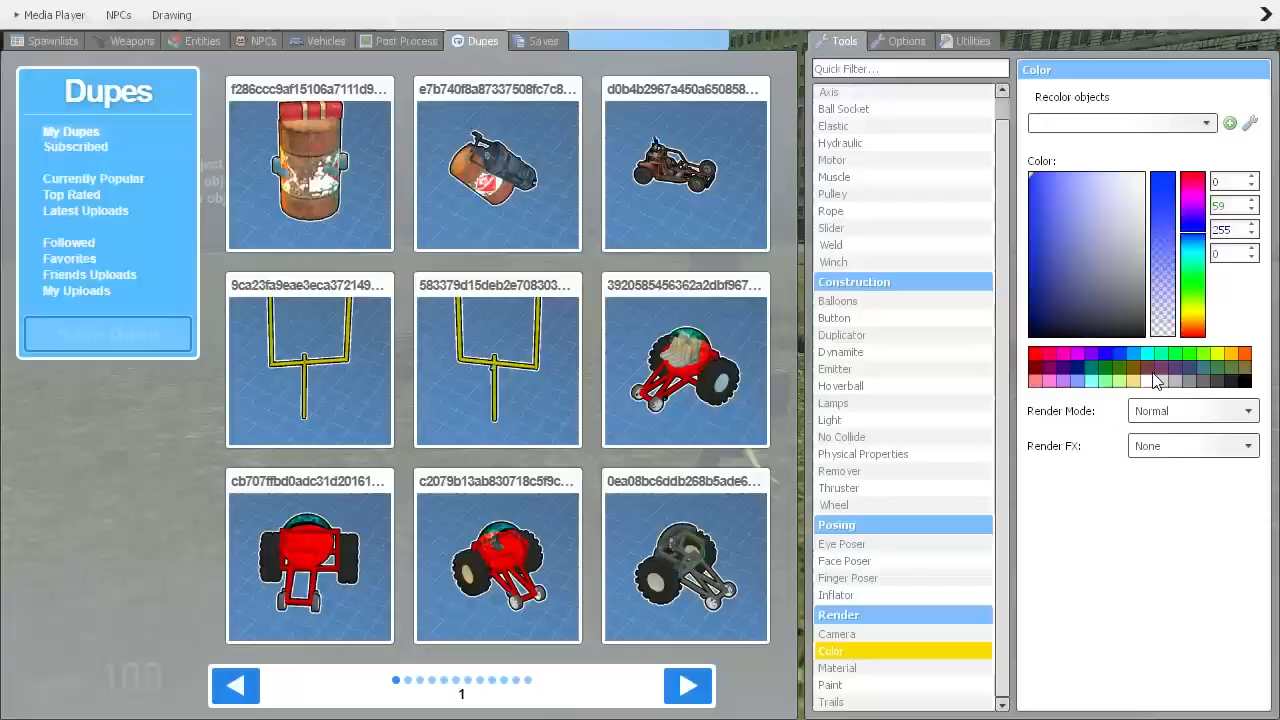 Media Player NPCs Drawing
Spawnlists Weapons Entities NPCs Vehicles Post Process Dupes Saves
Dupes
My Dupes
Subscribed
Currently Popular
Top Rated
Latest Uploads
Followed
Favorites
Friends Uploads
My Uploads
f286ccc9af15106a7111d9...
e7b740f8a87337508fc7c8...
d0b4b2967a450a650858...
9ca23fa9eae3eca372149...
583379d15deb2e708303...
3920585456362a2dbf967...
cb707ffbd0adc31d20161...
c2079b13ab830718c5f9c...
0ea08bc6ddb268b5ade6...
1
Tools Options Utilities
Quick Filter...
Axis
Ball Socket
Elastic
Hydraulic
Motor
Muscle
Pulley
Rope
Slider
Weld
Winch
Construction
Balloons
Button
Duplicator
Dynamite
Emitter
Hoverball
Lamps
Light
No Collide
Physical Properties
Remover
Thruster
Wheel
Posing
Eye Poser
Face Poser
Finger Poser
Inflator
Render
Camera
Color
Material
Paint
Trails
Color
Recolor objects
Color:
0
59
255
0
Render Mode: Normal
Render FX: None